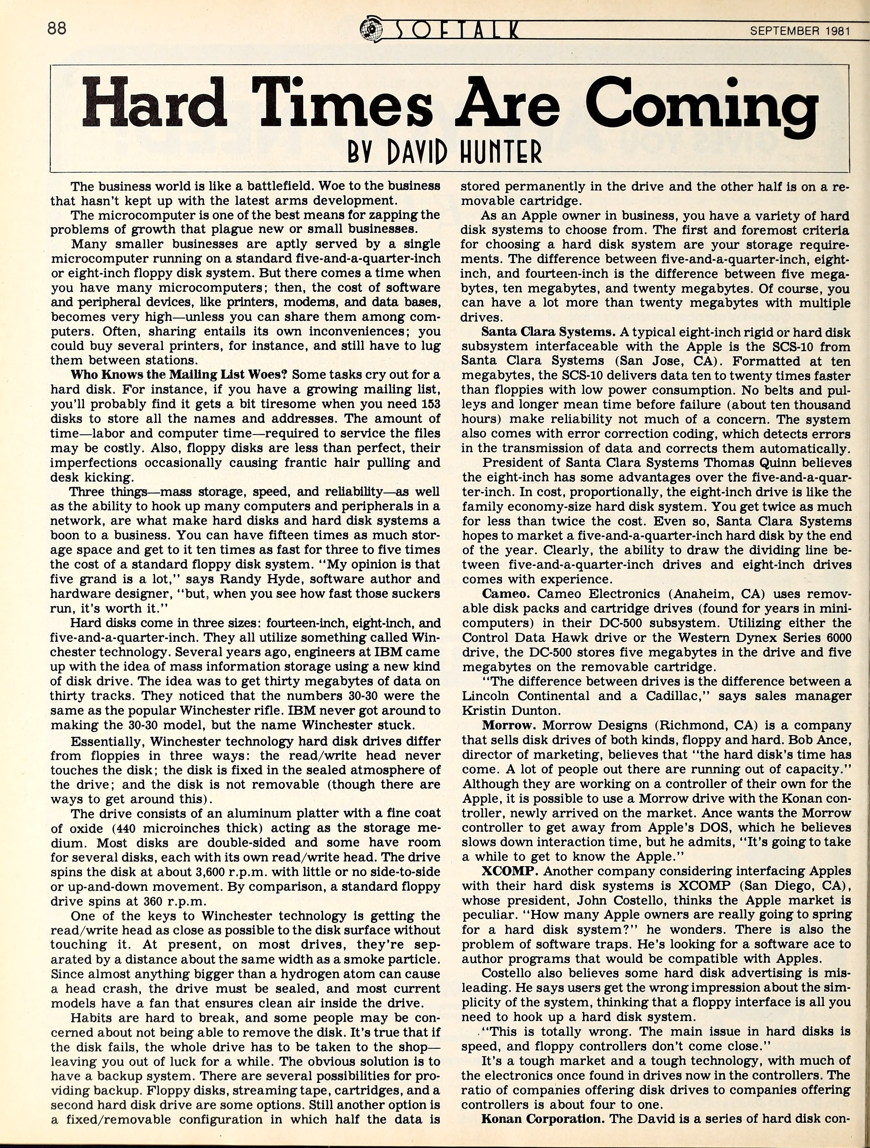 88
SOFTALK
SEPTEMBER 1981
Hard Times Are Coming
BY DAVID HUNTER
The business world is like a battlefield. Woe to the business
that hasn't kept up with the latest arms development.
The microcomputer is one of the best means for zapping the
problems of growth that plague new or small businesses.
Many smaller businesses are aptly served by a single
microcomputer running on a standard five-and-a-quarter-inch
or eight-inch floppy disk system. But there comes a time when
you have many microcomputers; then, the cost of software
and peripheral devices, like printers, modems, and data bases,
becomes very high—unless you can share them among com-
puters. Often, sharing entails its own inconveniences; you
could buy several printers, for instance, and still have to lug
them between stations.
Who Knows the Mailing List Woes? Some tasks cry out for a
hard disk. For instance, if you have a growing mailing list,
you'll probably find it gets a bit tiresome when you need 153
disks to store all the names and addresses. The amount of
time—labor and computer time—required to service the files
may be costly. Also, floppy disks are less than perfect, their
imperfections occasionally causing frantic hair pulling and
desk kicking.
Three things—mass storage, speed, and reliability—as well
as the ability to hook up many computers and peripherals in a
network, are what make hard disks and hard disk systems a
boon to a business. You can have fifteen times as much stor-
age space and get to it ten times as fast for three to five times
the cost of a standard floppy disk system. "My opinion is that
five grand is a lot," says Randy Hyde, software author and
hardware designer, "but, when you see how fast those suckers
run, it's worth it."
Hard disks come in three sizes: fourteen-inch, eight-inch, and
five-and-a-quarter-inch. They all utilize something called Win-
chester technology. Several years ago, engineers at IBM came
up with the idea of mass information storage using a new kind
of disk drive. The idea was to get thirty megabytes of data on
thirty tracks. They noticed that the numbers 30-30 were the
same as the popular Winchester rifle. IBM never got around to
making the 30-30 model, but the name Winchester stuck.
Essentially, Winchester technology hard disk drives differ
from floppies in three ways: the read/write head never
touches the disk; the disk is fixed in the sealed atmosphere of
the drive; and the disk is not removable (though there are
ways to get around this).
The drive consists of an aluminum platter with a fine coat
of oxide (440 microinches thick) acting as the storage me-
dium. Most disks are double-sided and some have room
for several disks, each with its own read/write head. The drive
spins the disk at about 3,600 r.p.m. with little or no side-to-side
or up-and-down movement. By comparison, a standard floppy
drive spins at 360 r.p.m.
One of the keys to Winchester technology is getting the
read/write head as close as possible to the disk surface without
touching it. At present, on most drives, they're sep-
arated by a distance about the same width as a smoke particle.
Since almost anything bigger than a hydrogen atom can cause
a head crash, the drive must be sealed, and most current
models have a fan that ensures clean air inside the drive.
Habits are hard to break, and some people may be con-
cerned about not being able to remove the disk. It's true that if
the disk fails, the whole drive has to be taken to the shop—
leaving you out of luck for a while. The obvious solution is to
have a backup system. There are several possibilities for pro-
viding backup. Floppy disks, streaming tape, cartridges, and a
second hard disk drive are some options. Still another option is
a fixed/removable configuration in which half the data is
stored permanently in the drive and the other half is on a re-
movable cartridge.
As an Apple owner in business, you have a variety of hard
disk systems to choose from. The first and foremost criteria
for choosing a hard disk system are your storage require-
ments. The difference between five-and-a-quarter-inch, eight-
inch, and fourteen-inch is the difference between five mega-
bytes, ten megabytes, and twenty megabytes. Of course, you
can have a lot more than twenty megabytes with multiple
drives.
Santa Clara Systems. A typical eight-inch rigid or hard disk
subsystem interfaceable with the Apple is the SCS-10 from
Santa Clara Systems (San Jose, CA). Formatted at ten
megabytes, the SCS-10 delivers data ten to twenty times faster
than floppies with low power consumption. No belts and pul-
leys and longer mean time before failure (about ten thousand
hours) make reliability not much of a concern. The system
also comes with error correction coding, which detects errors
in the transmission of data and corrects them automatically.
President of Santa Clara Systems Thomas Quinn believes
the eight-inch has some advantages over the five-and-a-quar-
ter-inch. In cost, proportionally, the eight-inch drive is like the
family economy-size hard disk system. You get twice as much
for less than twice the cost. Even so, Santa Clara Systems
hopes to market a five-and-a-quarter-inch hard disk by the end
of the year. Clearly, the ability to draw the dividing line be-
tween five-and-a-quarter-inch drives and eight-inch drives
comes with experience.
Cameo. Cameo Electronics (Anaheim, CA) uses remov-
able disk packs and cartridge drives (found for years in mini-
computers) in their DC-500 subsystem. Utilizing either the
Control Data Hawk drive or the Western Dynex Series 6000
drive, the DC-500 stores five megabytes in the drive and five
megabytes on the removable cartridge.
"The difference between drives is the difference between a
Lincoln Continental and a Cadillac," says sales manager
Kristin Dunton.
Morrow. Morrow Designs (Richmond, CA) is a company
that sells disk drives of both kinds, floppy and hard. Bob Ance,
director of marketing, believes that "the hard disk's time has
come. A lot of people out there are running out of capacity."
Although they are working on a controller of their own for the
Apple, it is possible to use a Morrow drive with the Konan con-
troller, newly arrived on the market. Ance wants the Morrow
controller to get away from Apple's DOS, which he believes
slows down interaction time, but he admits, "It's going to take
a while to get to know the Apple."
XCOMP. Another company considering interfacing Apples
with their hard disk systems is XCOMP (San Diego, CA),
whose president, John Costello, thinks the Apple market is
peculiar. "How many Apple owners are really going to spring
for a hard disk system?" he wonders. There is also the
problem of software traps. He's looking for a software ace to
author programs that would be compatible with Apples.
Costello also believes some hard disk advertising is mis-
leading. He says users get the wrong impression about the sim-
plicity of the system, thinking that a floppy interface is all you
need to hook up a hard disk system.
"This is totally wrong. The main issue in hard disks is
speed, and floppy controllers don't come close."
It's a tough market and a tough technology, with much of
the electronics once found in drives now in the controllers. The
ratio of companies offering disk drives to companies offering
controllers is about four to one.
Konan Corporation. The David is a series of hard disk con-